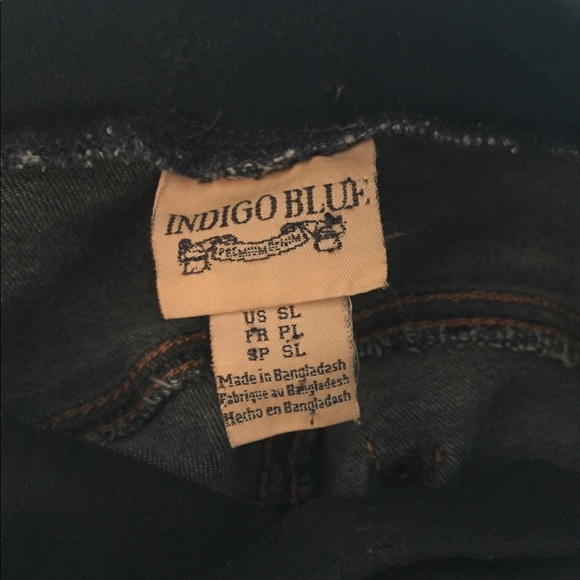 INDIGO BLUE
PREMIUM DENIM
US SL
FR PL
SP SL
Made in Bangladash
Fabrique au Bangladesh
Hecho en Bangladash